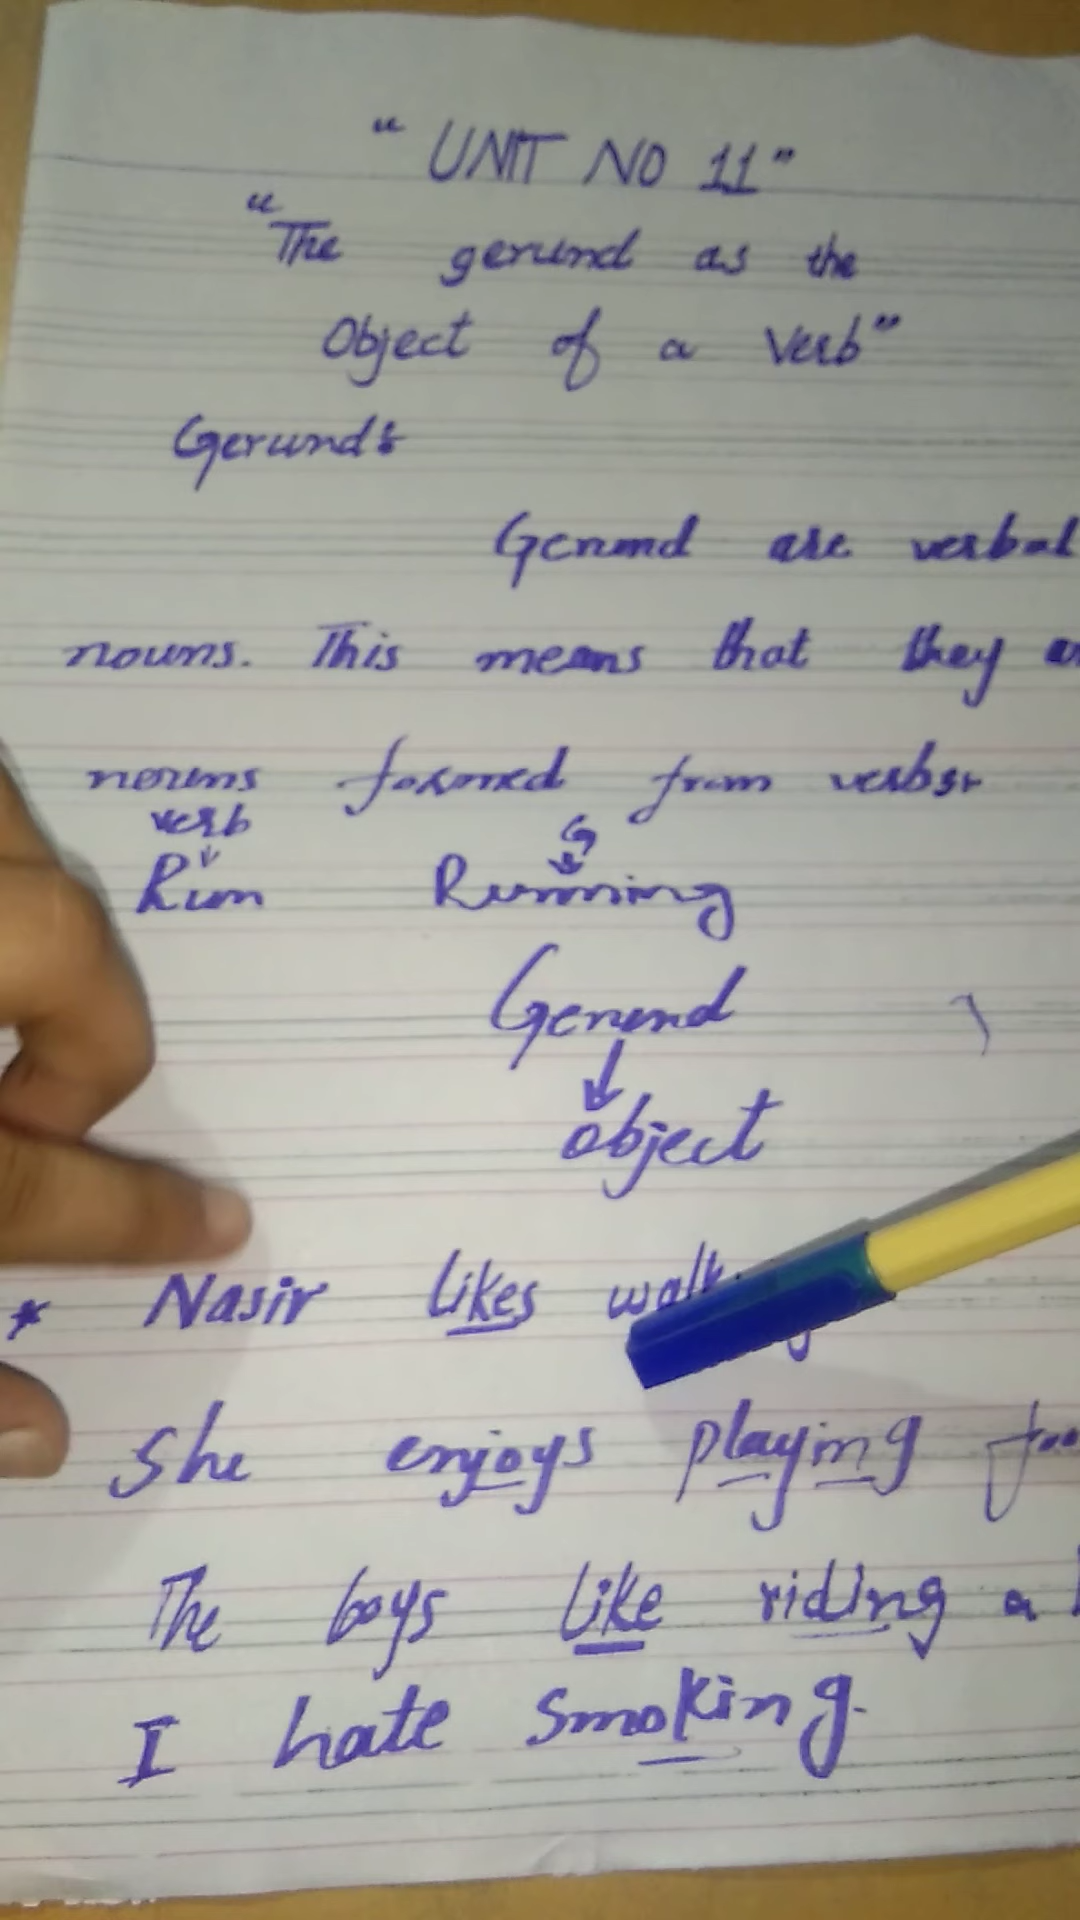 “ UNIT NO 11 ”
“ The gerund as the
Object of a Verb ”
Gerunds
Gerund are verbal
nouns. This means that they
nouns formed from verbs
verb G
Run Running
Gerund
object
* Nasir likes
She enjoys playing
The boys like riding a
I hate smoking.